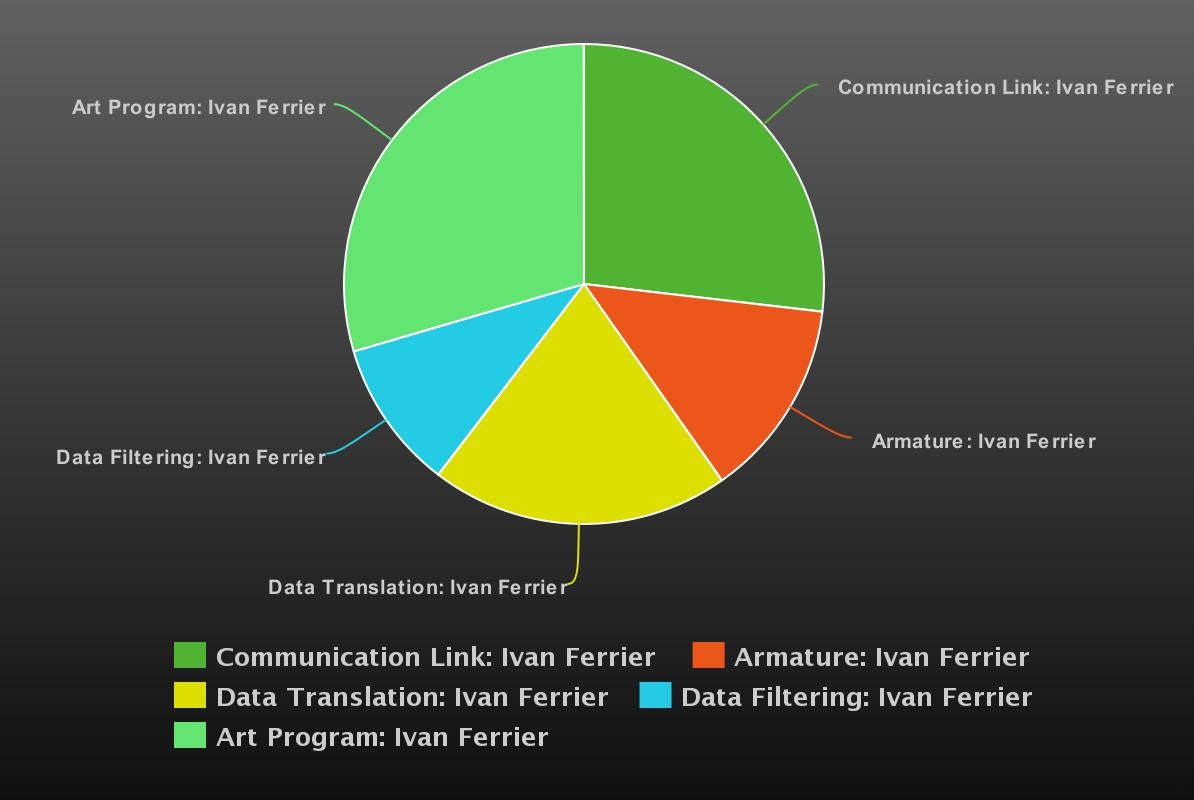 Communication Link: Ivan Ferrier
Art Program: Ivan Ferrier
Armature: Ivan Ferrier
Data Filtering: Ivan Ferrier
Data Translation: Ivan Ferrier
Communication Link: Ivan Ferrier Armature: Ivan Ferrier
Data Translation: Ivan Ferrier Data Filtering: Ivan Ferrier
Art Program: Ivan Ferrier